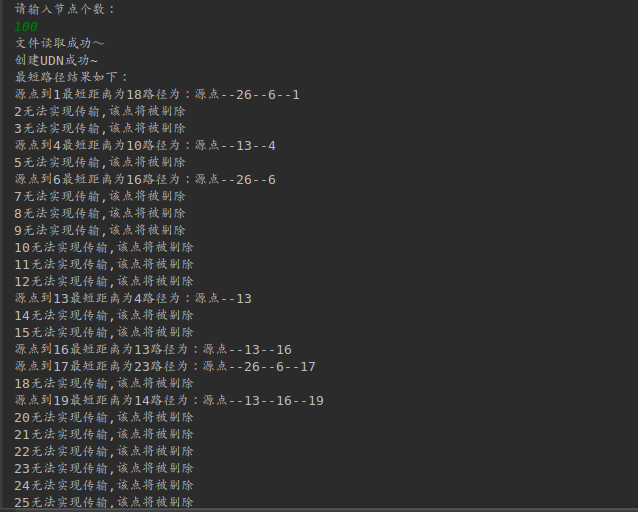 请输入节点个数：
100
文件读取成功～
创建UDN成功~
最短路径结果如下：
源点到1最短距离为18路径为：源点--26--6--1
2无法实现传输,该点将被剔除
3无法实现传输,该点将被剔除
源点到4最短距离为10路径为：源点--13--4
5无法实现传输,该点将被剔除
源点到6最短距离为16路径为：源点--26--6
7无法实现传输,该点将被剔除
8无法实现传输,该点将被剔除
9无法实现传输,该点将被剔除
10无法实现传输,该点将被剔除
11无法实现传输,该点将被剔除
12无法实现传输,该点将被剔除
源点到13最短距离为4路径为：源点--13
14无法实现传输,该点将被剔除
15无法实现传输,该点将被剔除
源点到16最短距离为13路径为：源点--13--16
源点到17最短距离为23路径为：源点--26--6--17
18无法实现传输,该点将被剔除
源点到19最短距离为14路径为：源点--13--16--19
20无法实现传输,该点将被剔除
21无法实现传输,该点将被剔除
22无法实现传输,该点将被剔除
23无法实现传输,该点将被剔除
24无法实现传输,该点将被剔除
25无法实现传输,该点将被剔除